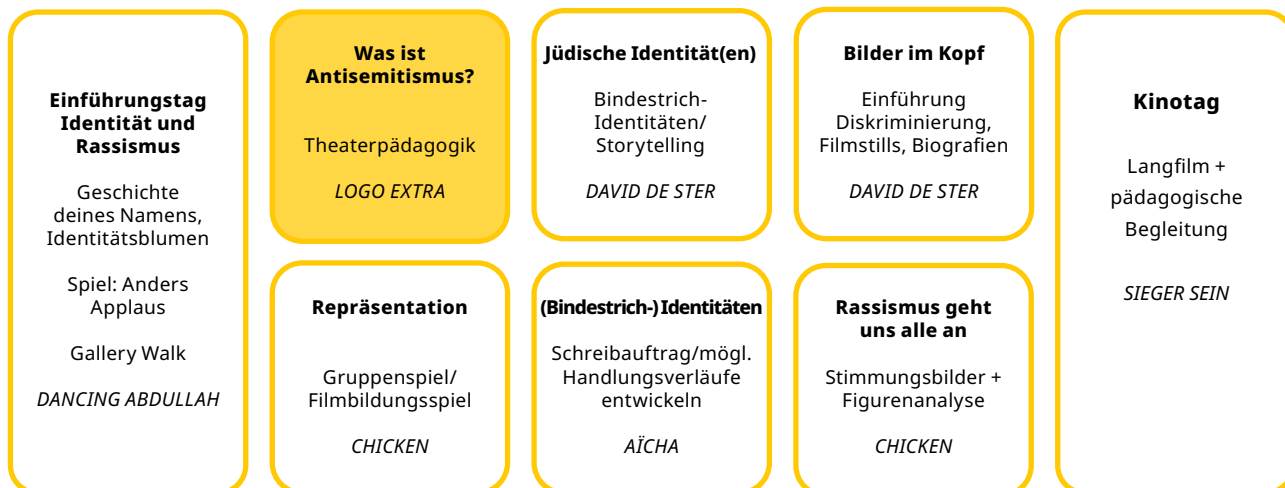 Einführungstag
Identität und
Rassismus
Geschichte
deines Namens,
Identitätsblumen
Spiel: Anders
Applaus
Gallery Walk
DANCING ABDULLAH
Was ist
Antisemitismus?
Theaterpädagogik
LOGO EXTRA
Jüdische Identität(en)
Bindestrich-
Identitäten/
Storytelling
DAVID DE STER
Bilder im Kopf
Einführung
Diskriminierung,
Filmstills, Biografien
DAVID DE STER
Repräsentation
Gruppenspiel/
Filmbildungsspiel
CHICKEN
(Bindestrich-) Identitäten
Schreibauftrag/mögl.
Handlungsverläufe
entwickeln
AÏCHA
Rassismus geht
uns alle an
Stimmungsbilder +
Figurenanalyse
CHICKEN
Kinotag
Langfilm +
pädagogische
Begleitung
SIEGER SEIN